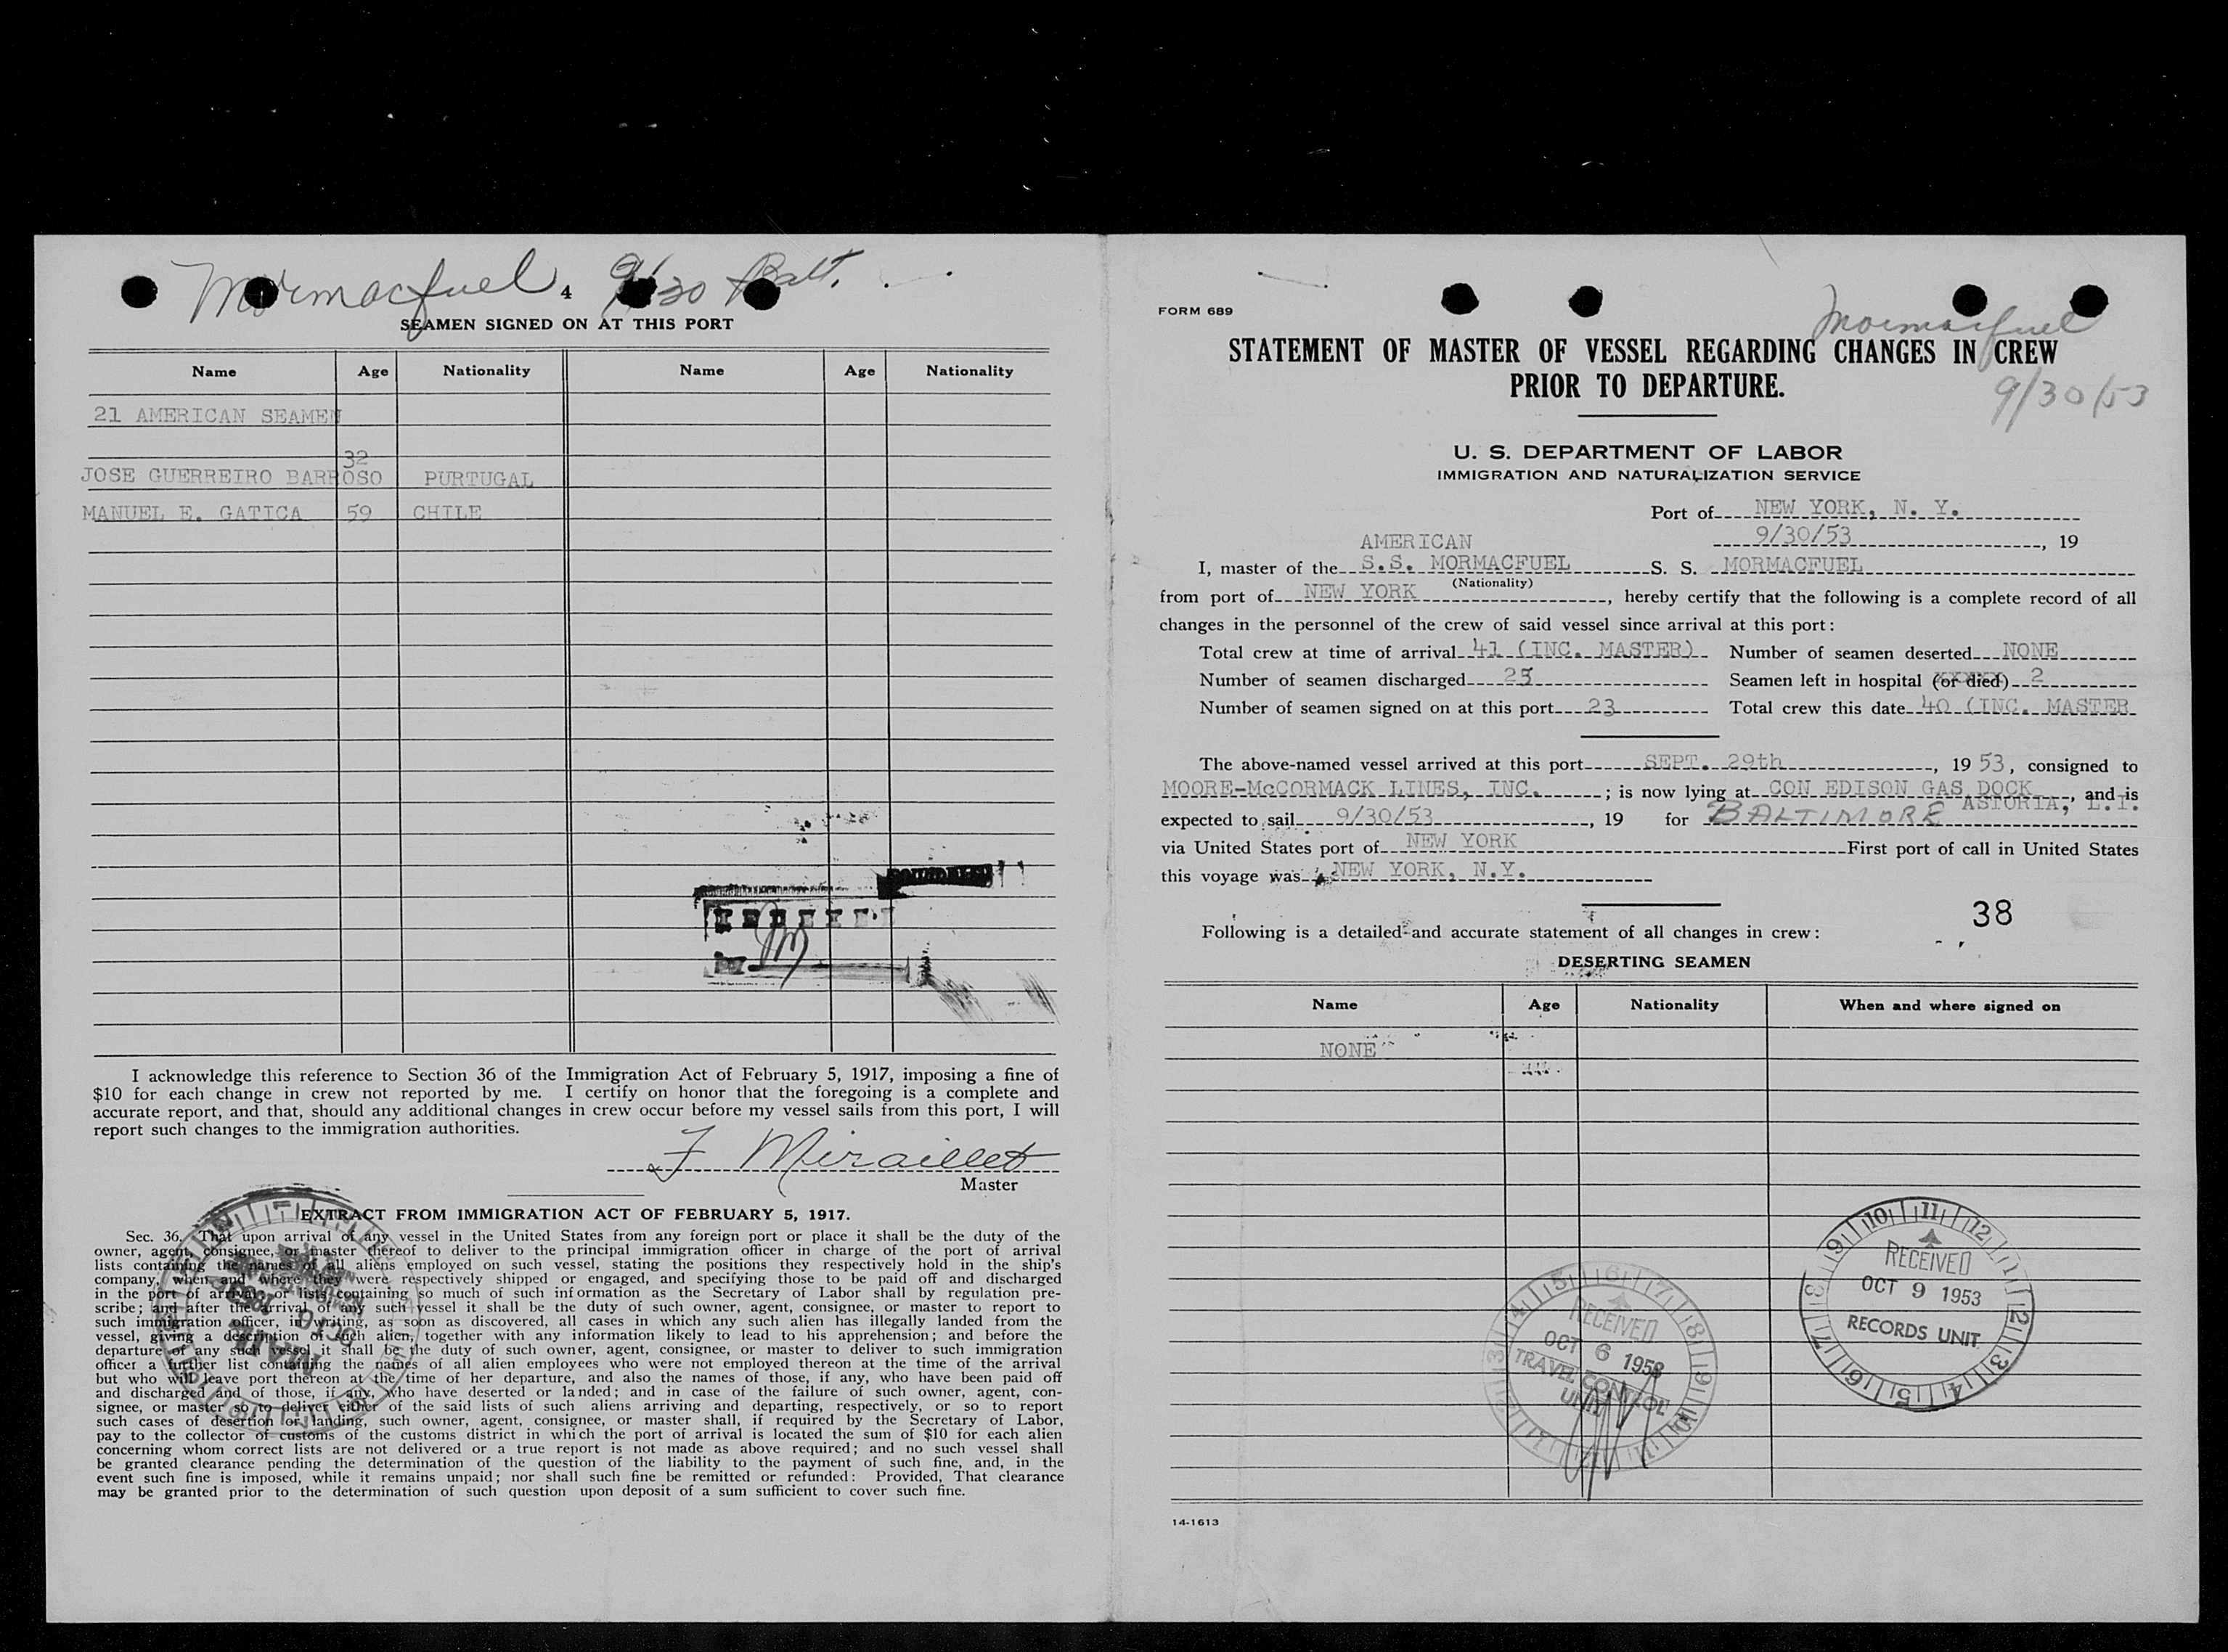 Mormacfuel 9/30 Balt.
4
SEAMEN SIGNED ON AT THIS PORT
Name Age Nationality Name Age Nationality
21 AMERICAN SEAMEN
32
JOSE GUERREIRO BARROSO PURTUGAL
MANUEL E. GATICA 59 CHILE
I acknowledge this reference to Section 36 of the Immigration Act of February 5, 1917, imposing a fine of
$10 for each change in crew not reported by me. I certify on honor that the foregoing is a complete and
accurate report, and that, should any additional changes in crew occur before my vessel sails from this port, I will
report such changes to the immigration authorities.
F Miraillet
Master
EXTRACT FROM IMMIGRATION ACT OF FEBRUARY 5, 1917.
Sec. 36. That upon arrival of any vessel in the United States from any foreign port or place it shall be the duty of the
owner, agent, consignee, or master thereof to deliver to the principal immigration officer in charge of the port of arrival
lists containing the names of all aliens employed on such vessel, stating the positions they respectively hold in the ship's
company, when and where they were respectively shipped or engaged, and specifying those to be paid off and discharged
in the port of arrival; or lists containing so much of such information as the Secretary of Labor shall by regulation pre-
scribe; and after the arrival of any such vessel it shall be the duty of such owner, agent, consignee, or master to report to
such immigration officer, in writing, as soon as discovered, all cases in which any such alien has illegally landed from the
vessel, giving a description of such alien, together with any information likely to lead to his apprehension; and before the
departure of any such vessel it shall be the duty of such owner, agent, consignee, or master to deliver to such immigration
officer a further list containing the names of all alien employees who were not employed thereon at the time of the arrival
but who will leave port thereon at the time of her departure, and also the names of those, if any, who have been paid off
and discharged and of those, if any, who have deserted or landed; and in case of the failure of such owner, agent, con-
signee, or master so to deliver either of the said lists of such aliens arriving and departing, respectively, or so to report
such cases of desertion or landing, such owner, agent, consignee, or master shall, if required by the Secretary of Labor,
pay to the collector of customs of the customs district in which the port of arrival is located the sum of $10 for each alien
concerning whom correct lists are not delivered or a true report is not made as above required; and no such vessel shall
be granted clearance pending the determination of the question of the liability to the payment of such fine, and, in the
event such fine is imposed, while it remains unpaid; nor shall such fine be remitted or refunded: Provided, That clearance
may be granted prior to the determination of such question upon deposit of a sum sufficient to cover such fine.
MAIL
FORM 689
Mormacfuel
STATEMENT OF MASTER OF VESSEL REGARDING CHANGES IN CREW
PRIOR TO DEPARTURE.
9/30/53
U. S. DEPARTMENT OF LABOR
IMMIGRATION AND NATURALIZATION SERVICE
Port of NEW YORK, N. Y.
9/30/53, 19
AMERICAN
I, master of the S.S. MORMACFUEL S. S. MORMACFUEL
(Nationality)
from port of NEW YORK, hereby certify that the following is a complete record of all
changes in the personnel of the crew of said vessel since arrival at this port:
Total crew at time of arrival 41 (INC. MASTER) Number of seamen deserted NONE
Number of seamen discharged 25 Seamen left in hospital (or died) 2
Number of seamen signed on at this port 23 Total crew this date 40 (INC. MASTER
The above-named vessel arrived at this port SEPT. 29th, 1953, consigned to
MOORE-McCORMACK LINES, INC.; is now lying at CON EDISON GAS DOCK, and is
ASTORIA, L.I.
expected to sail 9/30/53, 19 for BALTIMORE
via United States port of NEW YORK First port of call in United States
this voyage was NEW YORK, N.Y.
38
Following is a detailed and accurate statement of all changes in crew:
DESERTING SEAMEN
Name Age Nationality When and where signed on
NONE
RECEIVED
OCT 6 1953
TRAVEL CONTROL
UNIT
RECEIVED
OCT 9 1953
RECORDS UNIT
14-1613